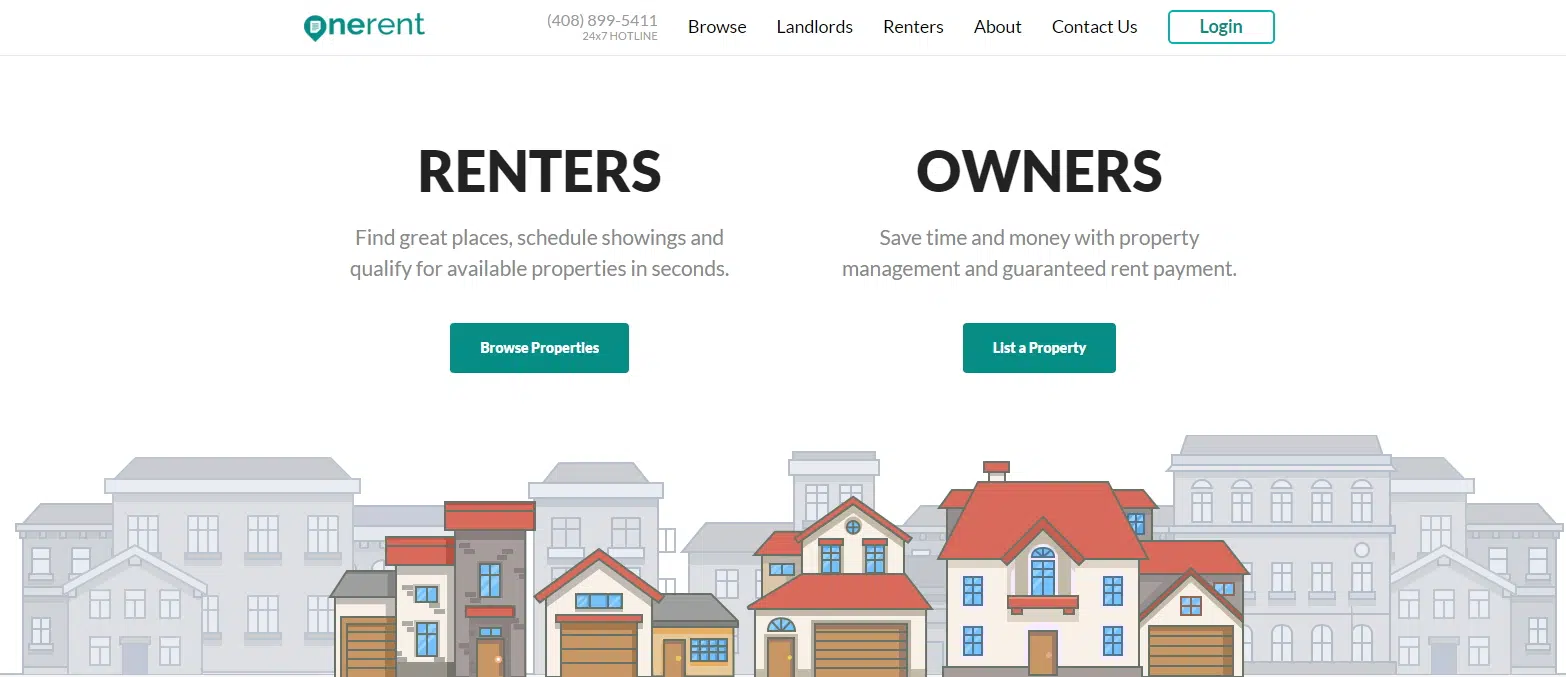 Onerent
(408) 899-5411
24x7 HOTLINE
Browse
Landlords
Renters
About
Contact Us
Login
RENTERS
Find great places, schedule showings and
qualify for available properties in seconds.
Browse Properties
OWNERS
Save time and money with property
management and guaranteed rent payment.
List a Property